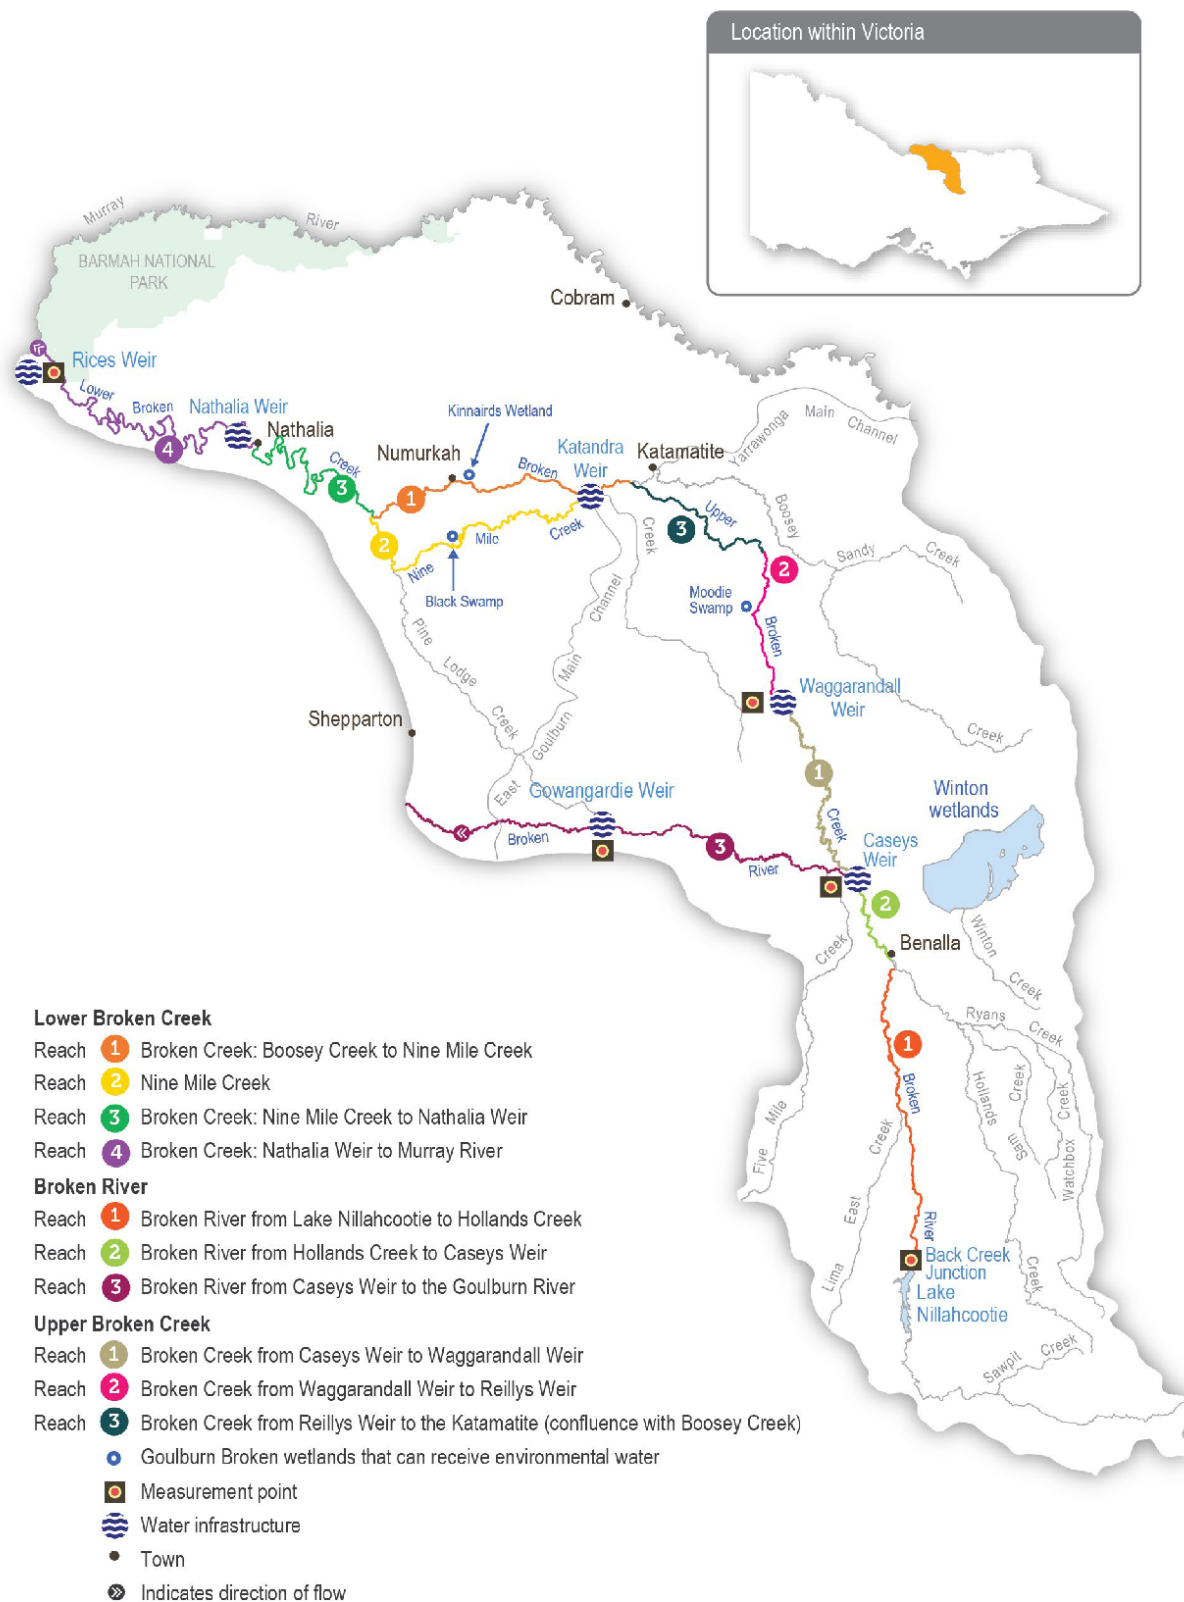 Location within Victoria
Murray
River
BARMAH NATIONAL
PARK
Cobram
Rices Weir
Lower
Broken
Nathalia Weir
Nathalia
4
Creek
3
Kinnairds Wetland
Numurkah
Katandra
Weir
Katamatite
Yarrawonga
Main
Channel
Broken
1
2
Nine
Mile
Creek
Black Swamp
Upper
3
Boosey
Sandy
Creek
2
Creek
Channel
Main
Goulburn
East
Moodie
Swamp
Broken
Pine
Lodge
Creek
Waggarandall
Weir
Creek
Shepparton
1
Creek
Gowangardie Weir
Winton
wetlands
Broken
3
River
Caseys
Weir
2
Creek
Benalla
Winton
Creek
Ryans
Creek
1
Broken
Hollands
Creek
Sam
Creek
Watchbox
Five
Mile
East
Creek
Lima
River
Back Creek
Junction
Lake
Nillahcootie
Creek
Sawpit
Creek
Lower Broken Creek
Reach 1 Broken Creek: Boosey Creek to Nine Mile Creek
Reach 2 Nine Mile Creek
Reach 3 Broken Creek: Nine Mile Creek to Nathalia Weir
Reach 4 Broken Creek: Nathalia Weir to Murray River
Broken River
Reach 1 Broken River from Lake Nillahcootie to Hollands Creek
Reach 2 Broken River from Hollands Creek to Caseys Weir
Reach 3 Broken River from Caseys Weir to the Goulburn River
Upper Broken Creek
Reach 1 Broken Creek from Caseys Weir to Waggarandall Weir
Reach 2 Broken Creek from Waggarandall Weir to Reillys Weir
Reach 3 Broken Creek from Reillys Weir to the Katamatite (confluence with Boosey Creek)
Goulburn Broken wetlands that can receive environmental water
Measurement point
Water infrastructure
Town
Indicates direction of flow